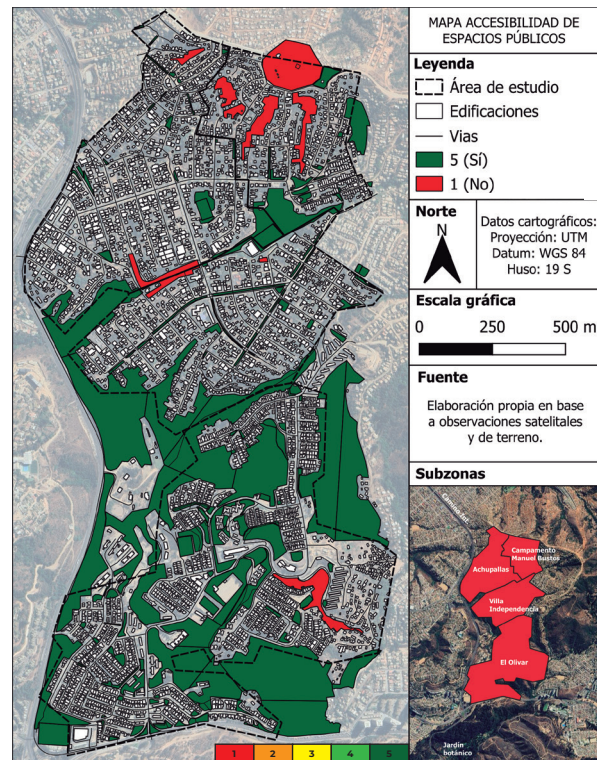 MAPA ACCESIBILIDAD DE
ESPACIOS PÚBLICOS
Leyenda
Área de estudio
Edificaciones
Vias
5 (Sí)
1 (No)
Norte
N
Datos cartográficos:
Proyección: UTM
Datum: WGS 84
Huso: 19 S
Escala gráfica
0 250 500 m
Fuente
Elaboración propia en base
a observaciones satelitales
y de terreno.
Subzonas
Campamento
Manuel Bustos
Achupallas
Villa
Independencia
El Olivar
Jardín
botánico
1 2 3 4 5